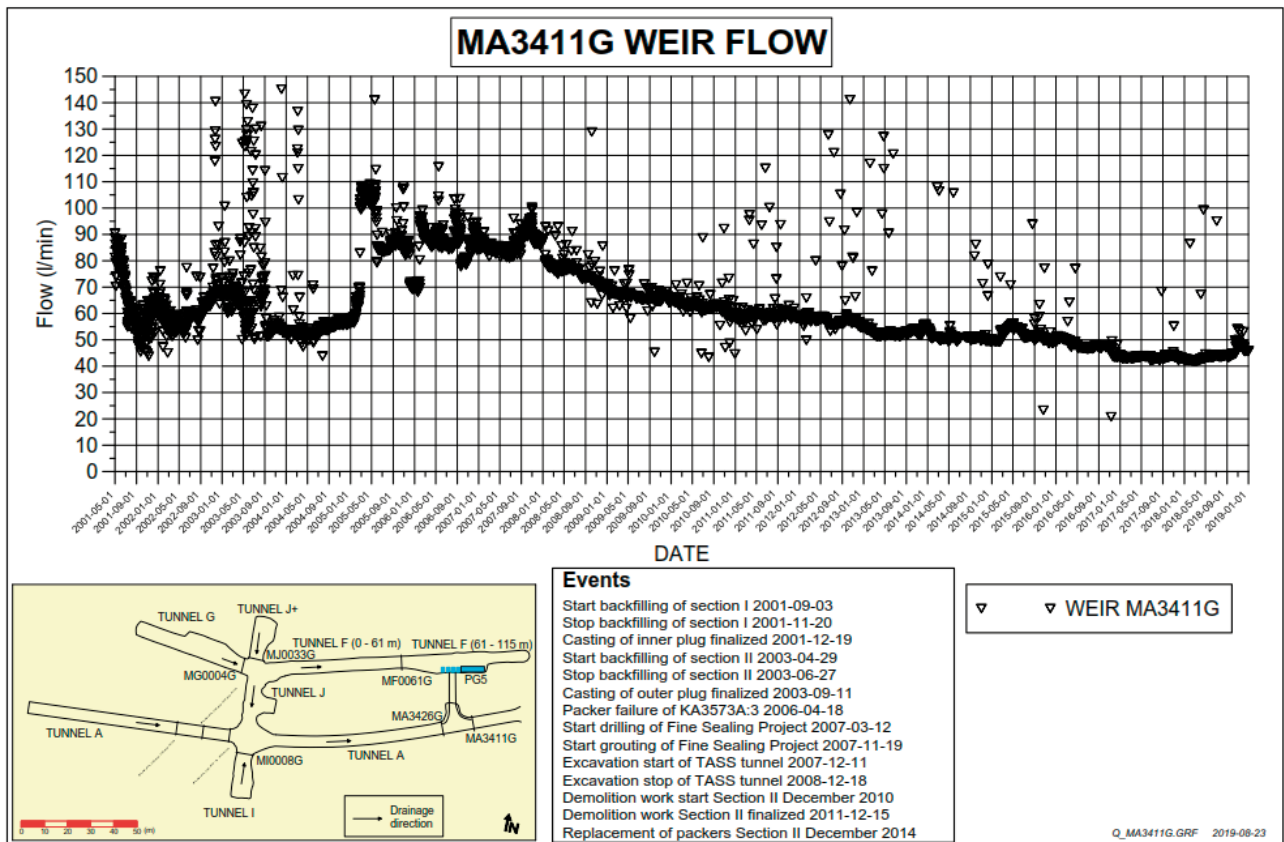 MA3411G WEIR FLOW
150
140
130
120
110
100
90
80
70
60
50
40
30
20
10
0
Flow (l/min)
2001-05-01
2001-09-01
2002-01-01
2002-05-01
2002-09-01
2003-01-01
2003-05-01
2003-09-01
2004-01-01
2004-05-01
2004-09-01
2005-01-01
2005-05-01
2005-09-01
2006-01-01
2006-05-01
2006-09-01
2007-01-01
2007-05-01
2007-09-01
2008-01-01
2008-05-01
2008-09-01
2009-01-01
2009-05-01
2009-09-01
2010-01-01
2010-05-01
2010-09-01
2011-01-01
2011-05-01
2011-09-01
2012-01-01
2012-05-01
2012-09-01
2013-01-01
2013-05-01
2013-09-01
2014-01-01
2014-05-01
2014-09-01
2015-01-01
2015-05-01
2015-09-01
2016-01-01
2016-05-01
2016-09-01
2017-01-01
2017-05-01
2017-09-01
2018-01-01
2018-05-01
2018-09-01
2019-01-01
DATE
TUNNEL G
TUNNEL J+
TUNNEL F (0 - 61 m)
TUNNEL F (61 - 115 m)
MJ0033G
MG0004G
TUNNEL J
MF0061G
PG5
MA3426G
MA3411G
TUNNEL A
MI0008G
TUNNEL A
TUNNEL I
0 10 20 30 40 50 (m)
Drainage
direction
N
Events
Start backfilling of section I 2001-09-03
Stop backfilling of section I 2001-11-20
Casting of inner plug finalized 2001-12-19
Start backfilling of section II 2003-04-29
Stop backfilling of section II 2003-06-27
Casting of outer plug finalized 2003-09-11
Packer failure of KA3573A:3 2006-04-18
Start drilling of Fine Sealing Project 2007-03-12
Start grouting of Fine Sealing Project 2007-11-19
Excavation start of TASS tunnel 2007-12-11
Excavation stop of TASS tunnel 2008-12-18
Demolition work start Section II December 2010
Demolition work Section II finalized 2011-12-15
Replacement of packers Section II December 2014
WEIR MA3411G
Q_MA3411G.GRF 2019-08-23